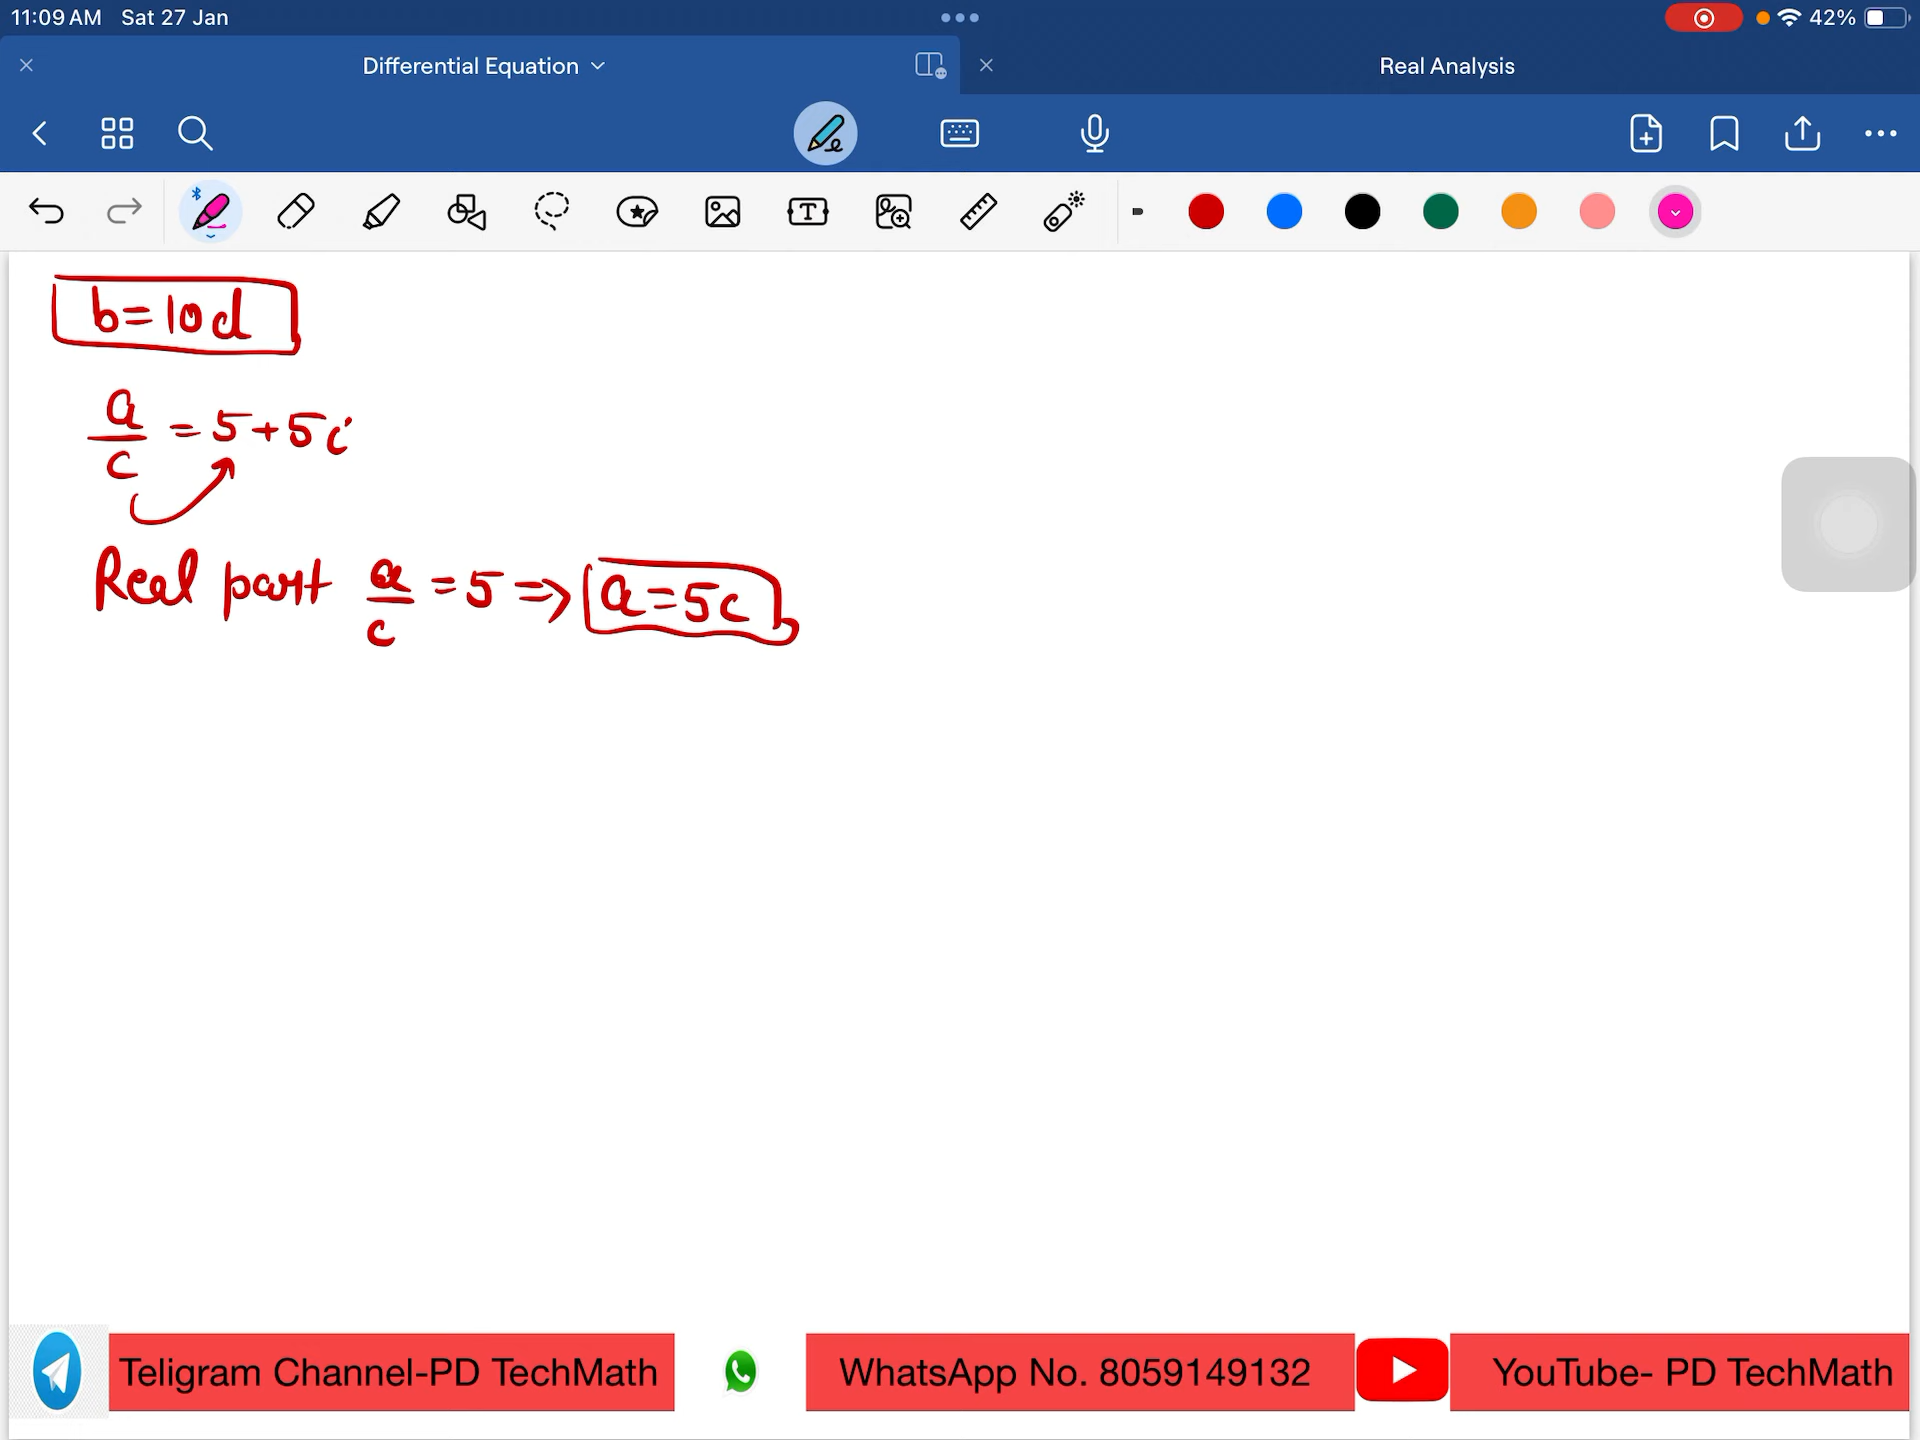 11:09 AM Sat 27 Jan
42%
Differential Equation
Real Analysis
b=10d
a/c = 5+5i
Real part a/c = 5 ⇒ a=5c
Teligram Channel-PD TechMath
WhatsApp No. 8059149132
YouTube- PD TechMath